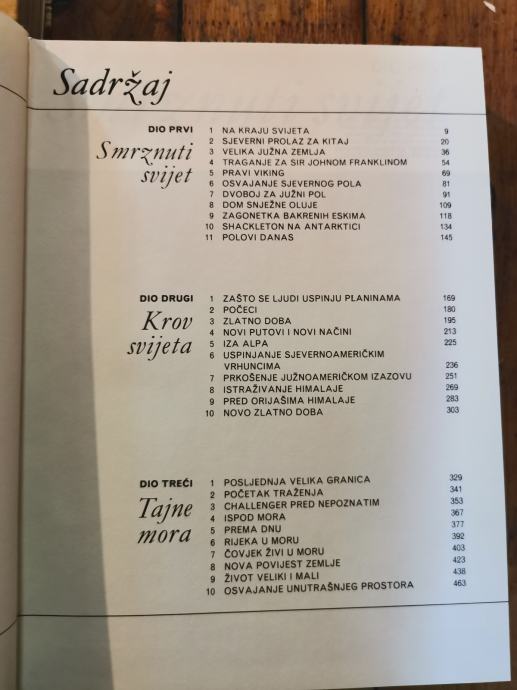 Sadržaj
DIO PRVI
Smrznuti
svijet
1 NA KRAJU SVIJETA 9
2 SJEVERNI PROLAZ ZA KITAJ 20
3 VELIKA JUŽNA ZEMLJA 36
4 TRAGANJE ZA SIR JOHNOM FRANKLINOM 54
5 PRAVI VIKING 69
6 OSVAJANJE SJEVERNOG POLA 81
7 DVOBOJ ZA JUŽNI POL 91
8 DOM SNJEŽNE OLUJE 109
9 ZAGONETKA BAKRENIH ESKIMA 118
10 SHACKLETON NA ANTARKTICI 134
11 POLOVI DANAS 145
DIO DRUGI
Krov
svijeta
1 ZAŠTO SE LJUDI USPINJU PLANINAMA 169
2 POČECI 180
3 ZLATNO DOBA 195
4 NOVI PUTOVI I NOVI NAČINI 213
5 IZA ALPA 225
6 USPINJANJE SJEVERNOAMERIČKIM
VRHUNCIMA 236
7 PRKOŠENJE JUŽNOAMERIČKOM IZAZOVU 251
8 ISTRAŽIVANJE HIMALAJE 269
9 PRED ORIJAŠIMA HIMALAJE 283
10 NOVO ZLATNO DOBA 303
DIO TREĆI
Tajne
mora
1 POSLJEDNJA VELIKA GRANICA 329
2 POČETAK TRAŽENJA 341
3 CHALLENGER PRED NEPOZNATIM 353
4 ISPOD MORA 367
5 PREMA DNU 377
6 RIJEKA U MORU 392
7 ČOVJEK ŽIVI U MORU 403
8 NOVA POVIJEST ZEMLJE 423
9 ŽIVOT VELIKI I MALI 438
10 OSVAJANJE UNUTRAŠNJEG PROSTORA 463